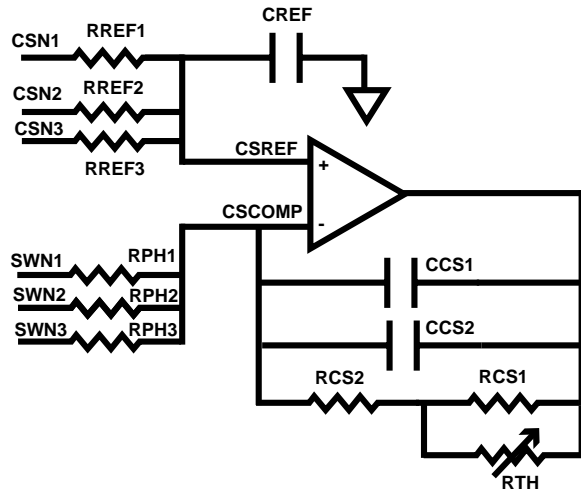 CREF
CSN1
RREF1
CSN2
RREF2
CSN3
RREF3
CSREF
+
CSCOMP
-
SWN1
RPH1
CCS1
SWN2
RPH2
SWN3
RPH3
CCS2
RCS2
RCS1
RTH